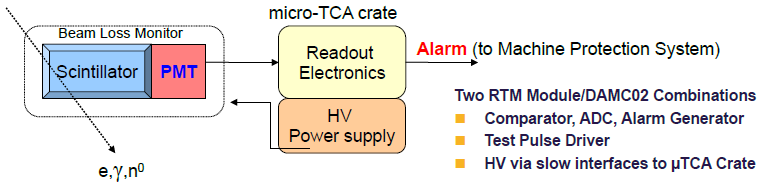 micro-TCA crate
Beam Loss Monitor
Scintillator
PMT
Readout
Electronics
HV
Power supply
Alarm (to Machine Protection System)
Two RTM Module/DAMC02 Combinations
Comparator, ADC, Alarm Generator
Test Pulse Driver
HV via slow interfaces to µTCA Crate
e,γ,n⁰